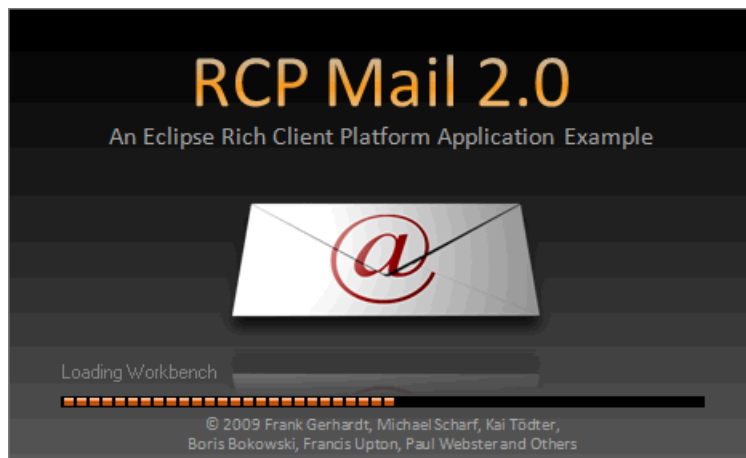 RCP Mail 2.0
An Eclipse Rich Client Platform Application Example
@
Loading Workbench
© 2009 Frank Gerhardt, Michael Scharf, Kai Tödter,
Boris Bokowski, Francis Upton, Paul Webster and Others